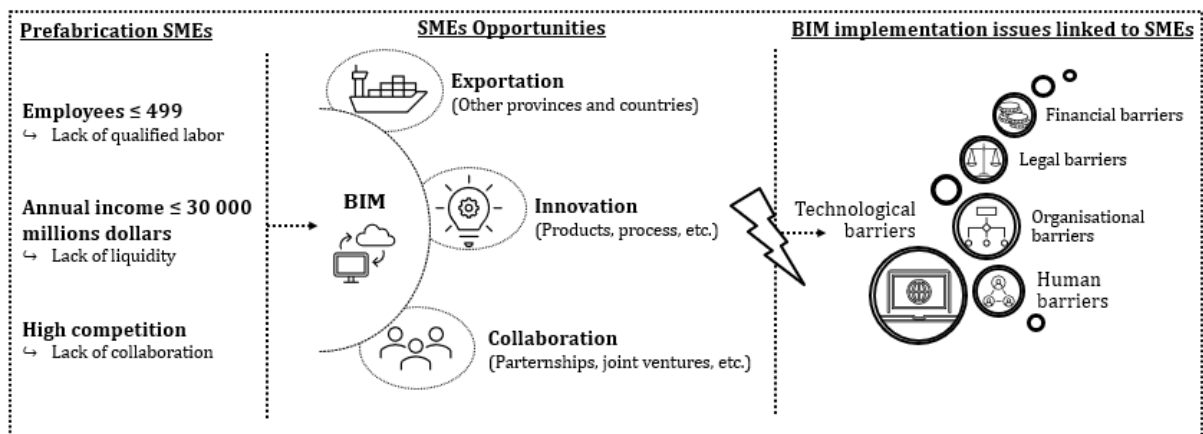 Prefabrication SMEs
Employees ≤ 499
↪ Lack of qualified labor
Annual income ≤ 30 000
millions dollars
↪ Lack of liquidity
High competition
↪ Lack of collaboration
SMEs Opportunities
BIM
Exportation
(Other provinces and countries)
Innovation
(Products, process, etc.)
Collaboration
(Parternships, joint ventures, etc.)
BIM implementation issues linked to SMEs
Financial barriers
Legal barriers
Technological
barriers
Organisational
barriers
Human
barriers